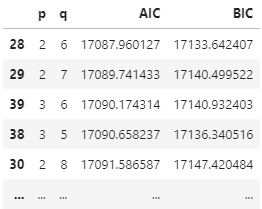 p q AIC BIC
28 2 6 17087.960127 17133.642407
29 2 7 17089.741433 17140.499522
39 3 6 17090.174314 17140.932403
38 3 5 17090.658237 17136.340516
30 2 8 17091.586587 17147.420484
... ... ... ... ...